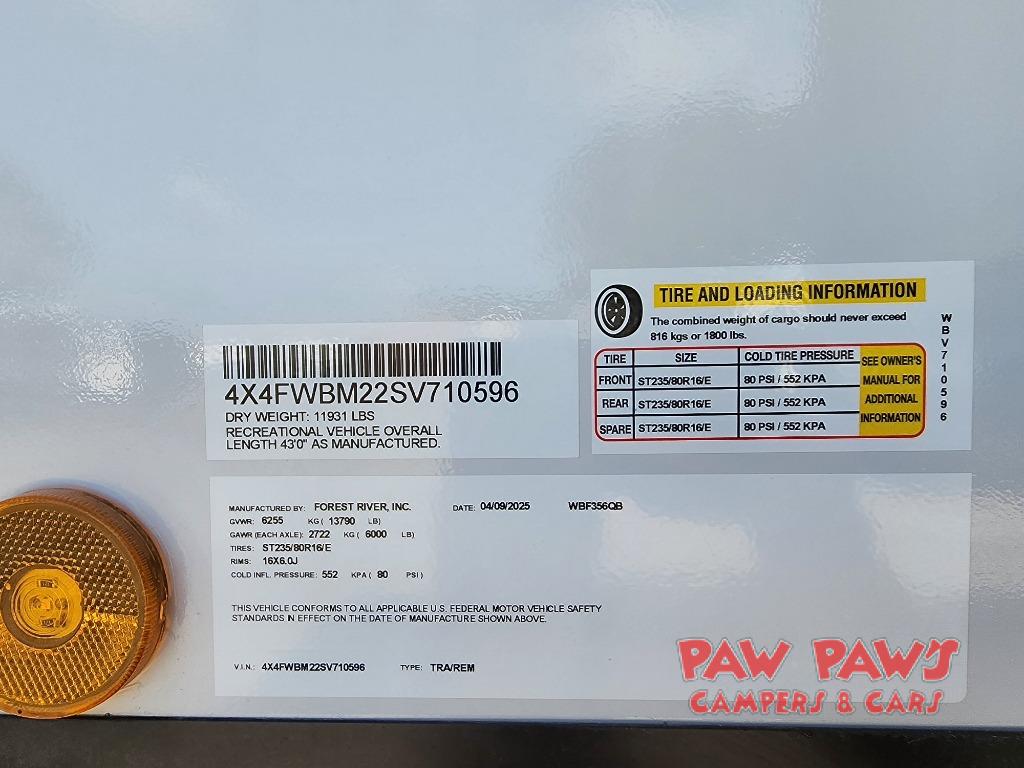 4X4FWBM22SV710596
DRY WEIGHT: 11931 LBS
RECREATIONAL VEHICLE OVERALL
LENGTH 43'0" AS MANUFACTURED.
TIRE AND LOADING INFORMATION
The combined weight of cargo should never exceed
816 kgs or 1800 lbs.
TIRE SIZE COLD TIRE PRESSURE SEE OWNER'S
FRONT ST235/80R16/E 80 PSI / 552 KPA MANUAL FOR
REAR ST235/80R16/E 80 PSI / 552 KPA ADDITIONAL
SPARE ST235/80R16/E 80 PSI / 552 KPA INFORMATION
WBV710596
MANUFACTURED BY: FOREST RIVER, INC. DATE: 04/09/2025 WBF356QB
GVWR: 6255 KG ( 13790 LB)
GAWR (EACH AXLE): 2722 KG ( 6000 LB)
TIRES: ST235/80R16/E
RIMS: 16X6.0J
COLD INFL. PRESSURE: 552 KPA ( 80 PSI )
THIS VEHICLE CONFORMS TO ALL APPLICABLE U.S. FEDERAL MOTOR VEHICLE SAFETY
STANDARDS IN EFFECT ON THE DATE OF MANUFACTURE SHOWN ABOVE.
V.I.N.: 4X4FWBM22SV710596 TYPE: TRA/REM
PAW PAW'S
CAMPERS & CARS